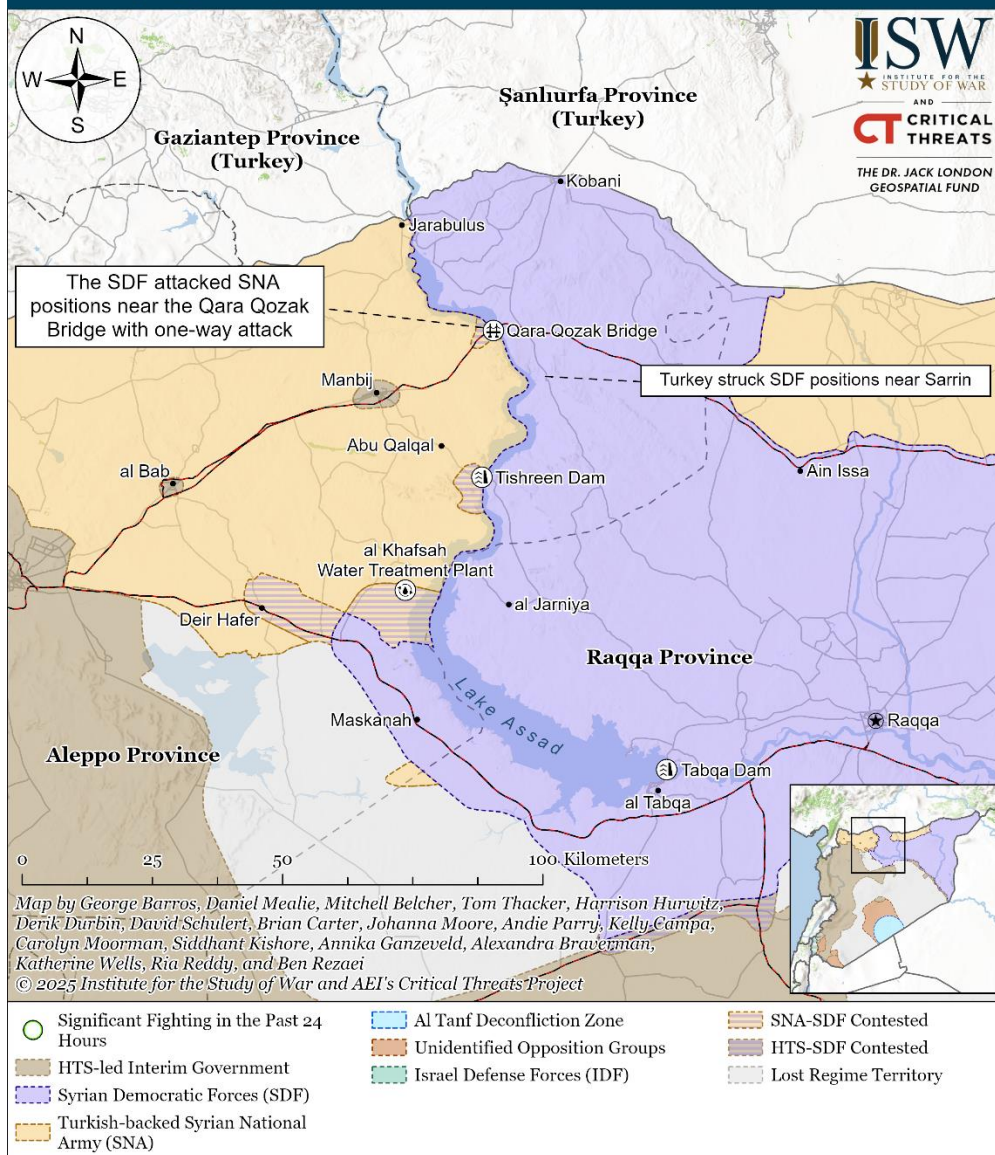 N
W
E
S
ISW
INSTITUTE FOR THE
STUDY OF WAR
AND
CT CRITICAL
THREATS
THE DR. JACK LONDON
GEOSPATIAL FUND
Şanlıurfa Province
(Turkey)
Gaziantep Province
(Turkey)
Kobani
Jarabulus
The SDF attacked SNA
positions near the Qara Qozak
Bridge with one-way attack
Qara-Qozak Bridge
Turkey struck SDF positions near Sarrin
Manbij
Abu Qalqal
al Bab
Tishreen Dam
Ain Issa
al Khafsah
Water Treatment Plant
al Jarniya
Deir Hafer
Raqqa Province
Lake Assad
Maskanah
Raqqa
Aleppo Province
Tabqa Dam
al Tabqa
0 25 50 100 Kilometers
Map by George Barros, Daniel Mealie, Mitchell Belcher, Tom Thacker, Harrison Hurwitz,
Derik Durbin, David Schulert, Brian Carter, Johanna Moore, Andie Parry, Kelly Campa,
Carolyn Moorman, Siddhant Kishore, Annika Ganzeveld, Alexandra Braverman,
Katherine Wells, Ria Reddy, and Ben Rezaei
© 2025 Institute for the Study of War and AEI's Critical Threats Project
Significant Fighting in the Past 24
Hours
HTS-led Interim Government
Syrian Democratic Forces (SDF)
Turkish-backed Syrian National
Army (SNA)
Al Tanf Deconfliction Zone
Unidentified Opposition Groups
Israel Defense Forces (IDF)
SNA-SDF Contested
HTS-SDF Contested
Lost Regime Territory